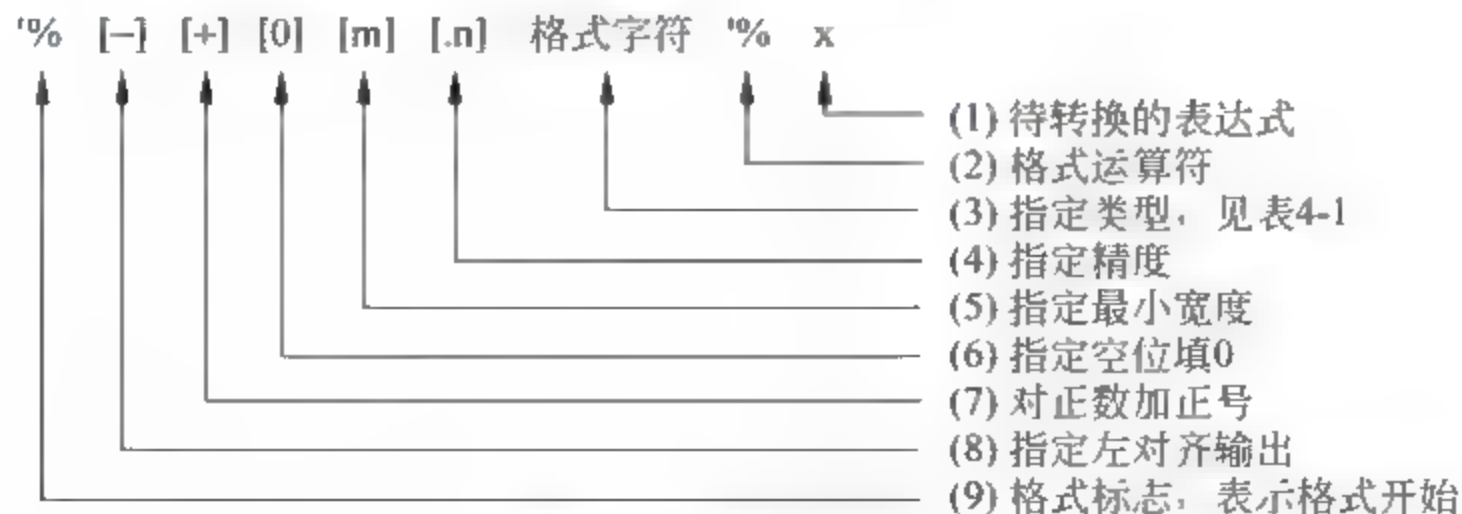 '% [−] [+] [0] [m] [.n] 格式字符 '% x
(1) 待转换的表达式
(2) 格式运算符
(3) 指定类型，见表4-1
(4) 指定精度
(5) 指定最小宽度
(6) 指定空位填0
(7) 对正数加正号
(8) 指定左对齐输出
(9) 格式标志，表示格式开始